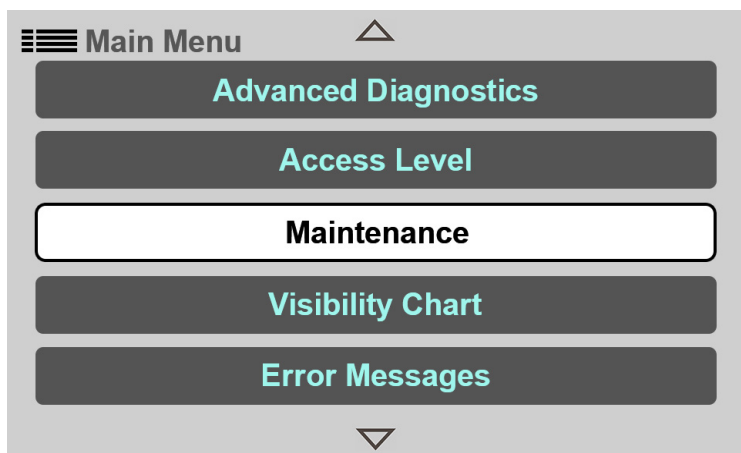 Main Menu
Advanced Diagnostics
Access Level
Maintenance
Visibility Chart
Error Messages